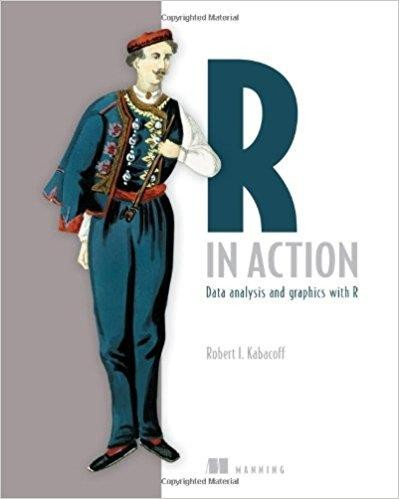 Copyrighted Material
R
IN ACTION
Data analysis and graphics with R
Robert I. Kabacoff
MANNING
Copyrighted Material